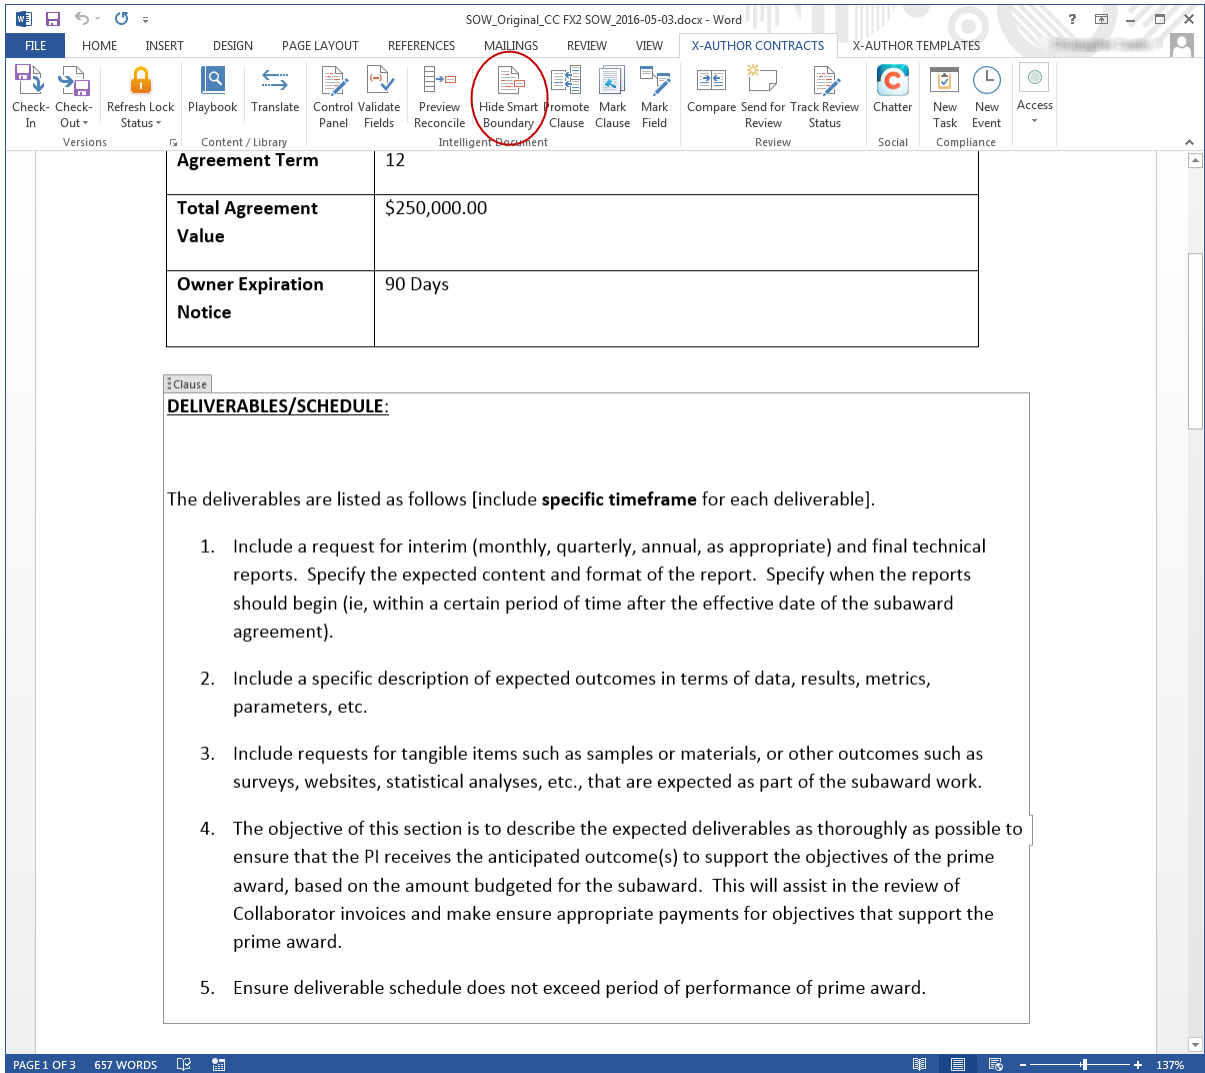 SOW_Original_CC FX2 SOW_2016-05-03.docx - Word
?
FILE HOME INSERT DESIGN PAGE LAYOUT REFERENCES MAILINGS REVIEW VIEW X-AUTHOR CONTRACTS X-AUTHOR TEMPLATES
Check-In
Check-Out
Refresh Lock Status
Versions
Playbook
Translate
Content / Library
Control Panel
Validate Fields
Preview Reconcile
Hide Smart Boundary
Promote Clause
Mark Clause
Mark Field
Intelligent Document
Compare
Send for Review
Track Review Status
Review
Chatter
Social
New Task
New Event
Compliance
Access
Agreement Term 12
Total Agreement $250,000.00
Value
Owner Expiration 90 Days
Notice
Clause
DELIVERABLES/SCHEDULE:
The deliverables are listed as follows [include specific timeframe for each deliverable].
1. Include a request for interim (monthly, quarterly, annual, as appropriate) and final technical
reports.  Specify the expected content and format of the report.  Specify when the reports
should begin (ie, within a certain period of time after the effective date of the subaward
agreement).
2. Include a specific description of expected outcomes in terms of data, results, metrics,
parameters, etc.
3. Include requests for tangible items such as samples or materials, or other outcomes such as
surveys, websites, statistical analyses, etc., that are expected as part of the subaward work.
4. The objective of this section is to describe the expected deliverables as thoroughly as possible to
ensure that the PI receives the anticipated outcome(s) to support the objectives of the prime
award, based on the amount budgeted for the subaward.  This will assist in the review of
Collaborator invoices and make ensure appropriate payments for objectives that support the
prime award.
5. Ensure deliverable schedule does not exceed period of performance of prime award.
PAGE 1 OF 3 657 WORDS 137%